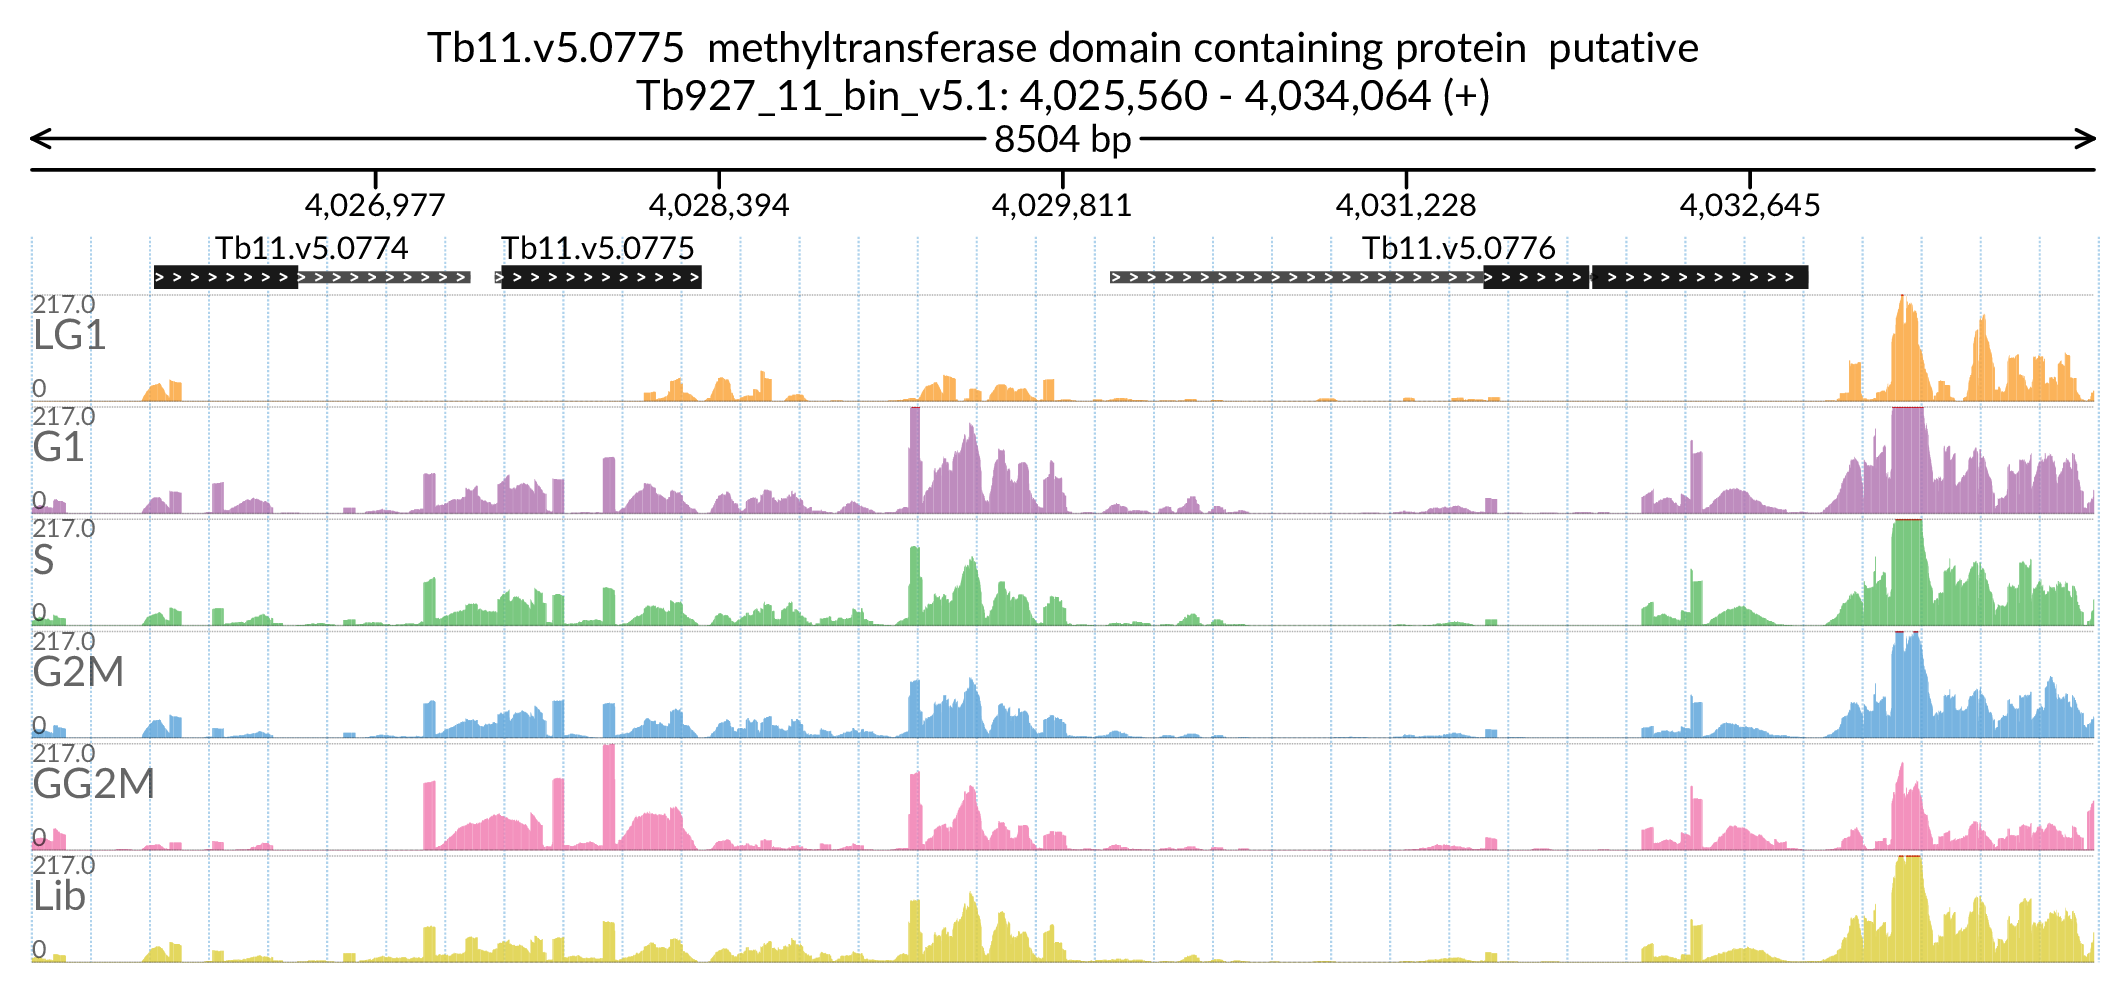 Tb11.v5.0775  methyltransferase domain containing protein  putative
Tb927_11_bin_v5.1: 4,025,560 - 4,034,064 (+)
8504 bp
4,026,977 4,028,394 4,029,811 4,031,228 4,032,645
Tb11.v5.0774 Tb11.v5.0775 Tb11.v5.0776
217.0
LG1
0
217.0
G1
0
217.0
S
0
217.0
G2M
0
217.0
GG2M
0
217.0
Lib
0